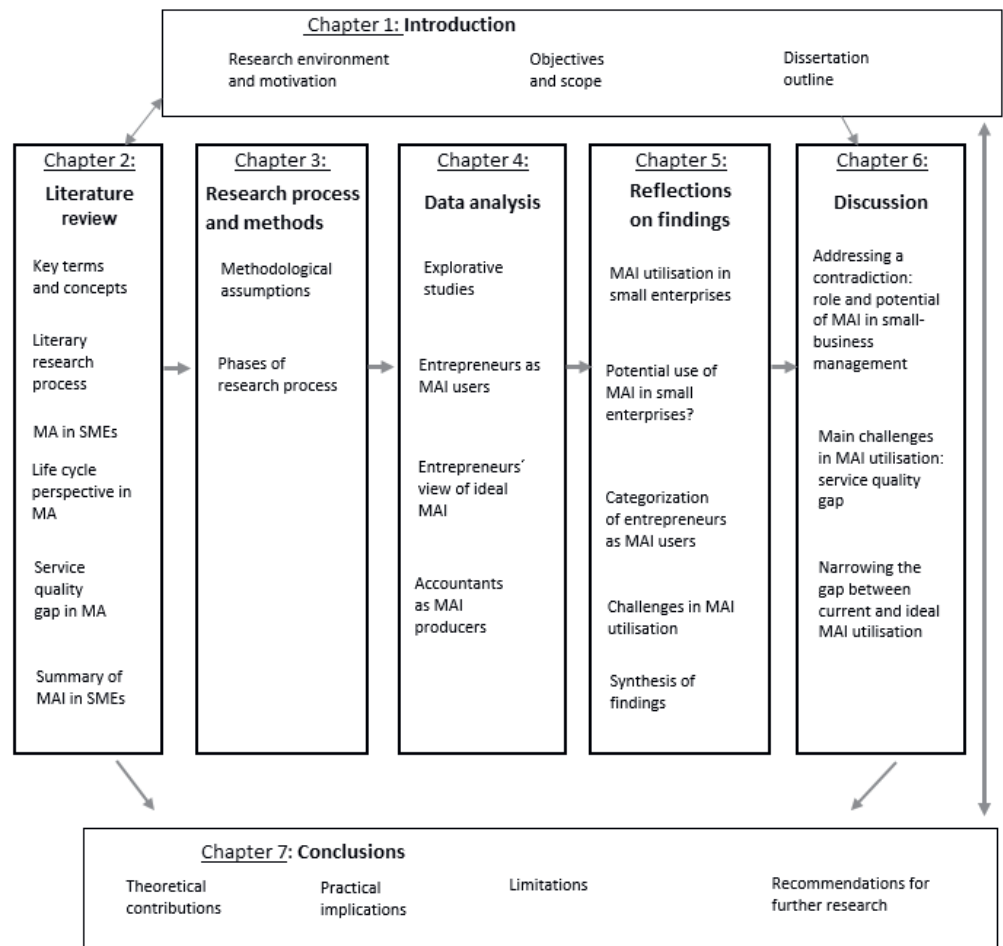 Chapter 1: Introduction
Research environment
and motivation
Objectives
and scope
Dissertation
outline
Chapter 2:
Literature
review
Key terms
and concepts
Literary
research
process
MA in SMEs
Life cycle
perspective in
MA
Service
quality
gap in MA
Summary of
MAI in SMEs
Chapter 3:
Research process
and methods
Methodological
assumptions
Phases of
research process
Chapter 4:
Data analysis
Explorative
studies
Entrepreneurs as
MAI users
Entrepreneurs´
view of ideal
MAI
Accountants
as MAI
producers
Chapter 5:
Reflections
on findings
MAI utilisation in
small enterprises
Potential use of
MAI in small
enterprises?
Categorization
of entrepreneurs
as MAI users
Challenges in MAI
utilisation
Synthesis of
findings
Chapter 6:
Discussion
Addressing a
contradiction:
role and potential
of MAI in small-
business
management
Main challenges
in MAI utilisation:
service quality
gap
Narrowing the
gap between
current and ideal
MAI utilisation
Chapter 7: Conclusions
Theoretical
contributions
Practical
implications
Limitations
Recommendations for
further research